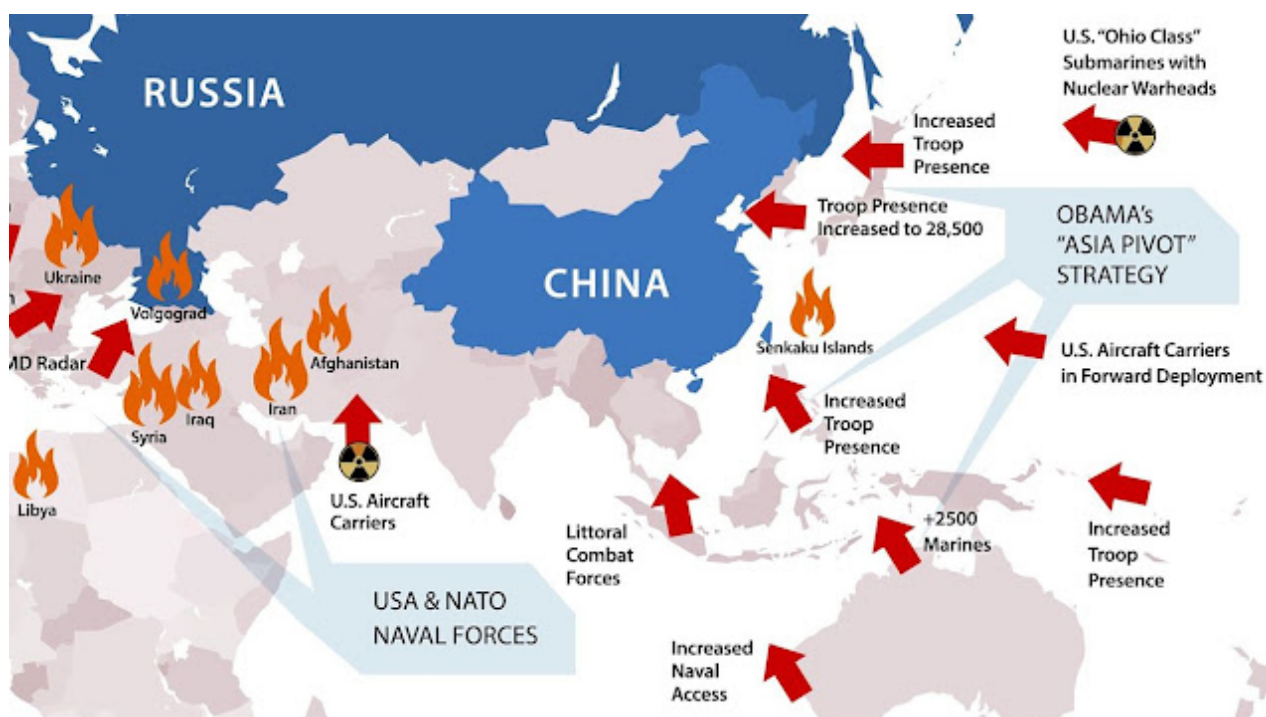 RUSSIA
CHINA
U.S. "Ohio Class"
Submarines with
Nuclear Warheads
Increased
Troop
Presence
Troop Presence
Increased to 28,500
OBAMA's
"ASIA PIVOT"
STRATEGY
Ukraine
Volgograd
MD Radar
Afghanistan
Iran
Iraq
Syria
Libya
Senkaku Islands
U.S. Aircraft Carriers
in Forward Deployment
Increased
Troop
Presence
U.S. Aircraft
Carriers
Littoral
Combat
Forces
+2500
Marines
Increased
Troop
Presence
USA & NATO
NAVAL FORCES
Increased
Naval
Access